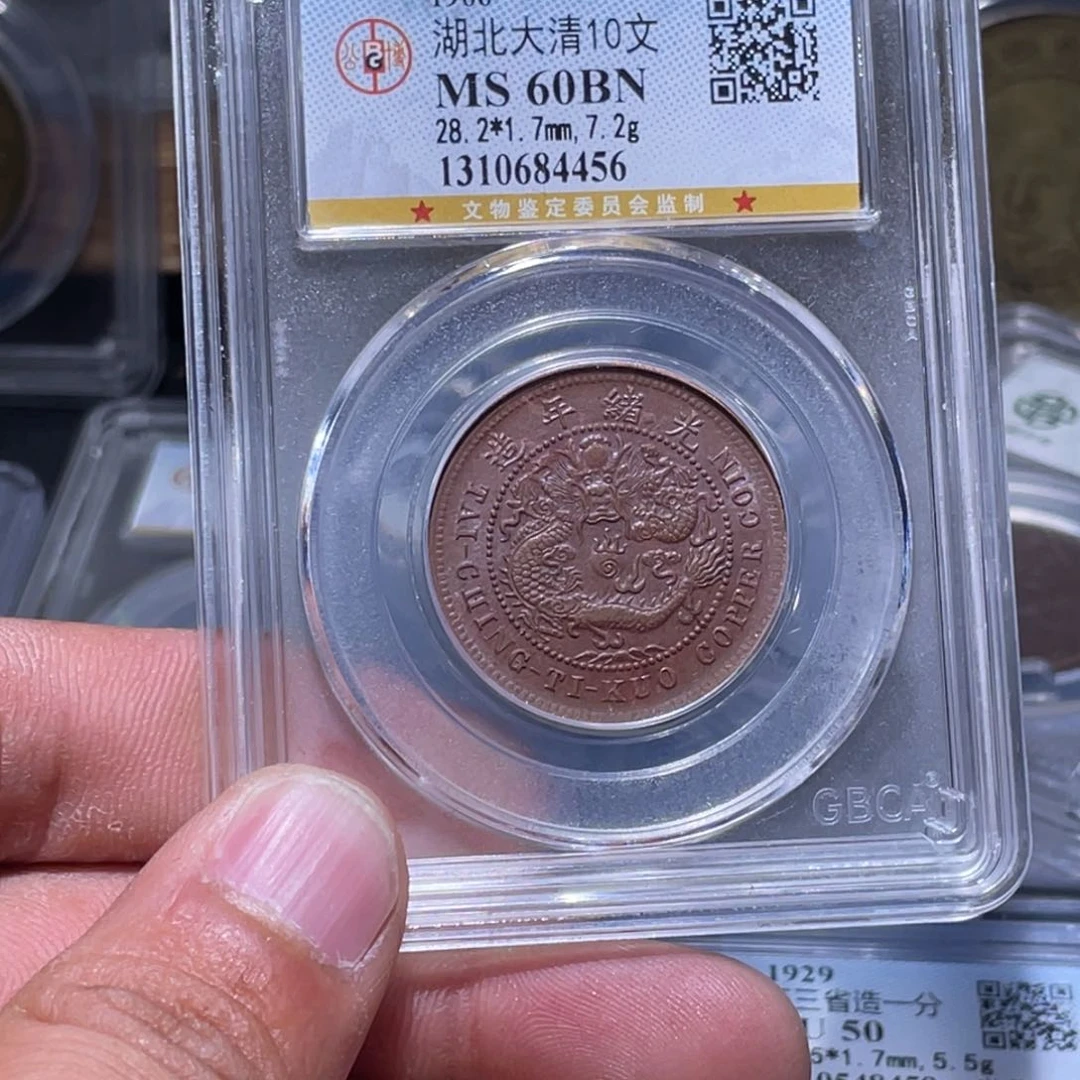 湖北大清10文
MS 60BN
28.2*1.7mm,7.2g
1310684456
★ 文物鉴定委员会监制 ★
造年緒光
TAI-CHING-TI-KUO COPPER COIN
GBCA
1929
三省造一分
U 50
5*1.7mm,5.5g